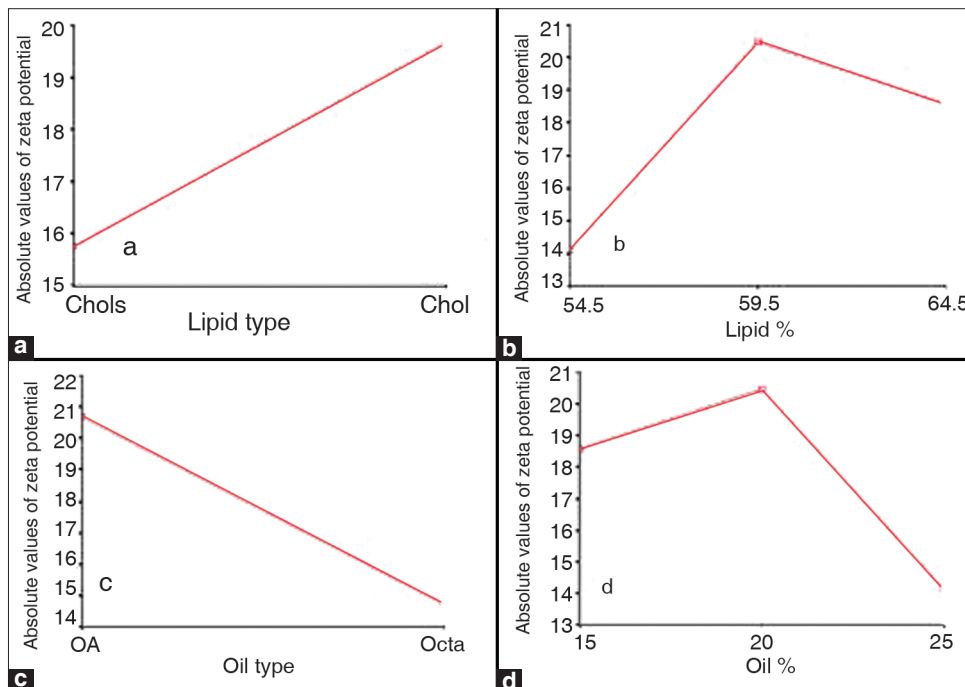 Absolute values of zeta potential
20
19
18
17
16
15
a
Chols
Chol
Lipid type
a
Absolute values of zeta potential
21
20
19
18
17
16
15
14
13
b
54.5
59.5
64.5
Lipid %
b
Absolute values of zeta potential
22
21
20
19
18
17
16
15
14
c
OA
Octa
Oil type
c
Absolute values of zeta potential
21
20
19
18
17
16
15
14
13
d
15
20
25
Oil %
d